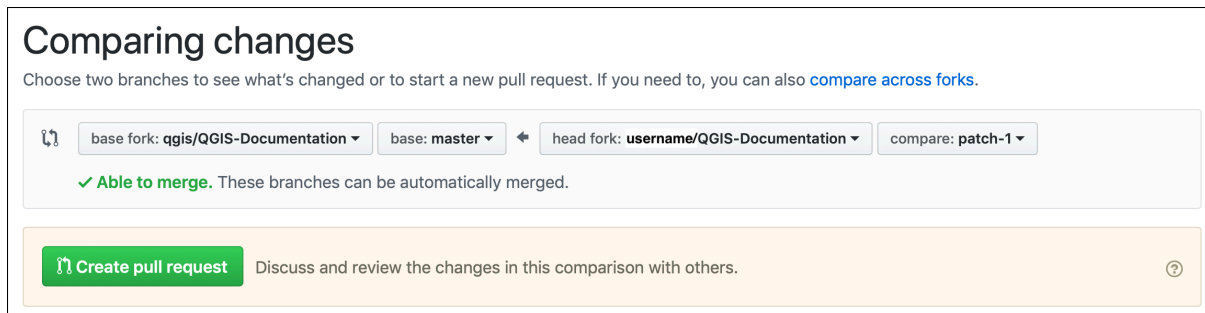 Comparing changes
Choose two branches to see what's changed or to start a new pull request. If you need to, you can also compare across forks.
base fork: qgis/QGIS-Documentation base: master head fork: username/QGIS-Documentation compare: patch-1
Able to merge. These branches can be automatically merged.
Create pull request Discuss and review the changes in this comparison with others. ?